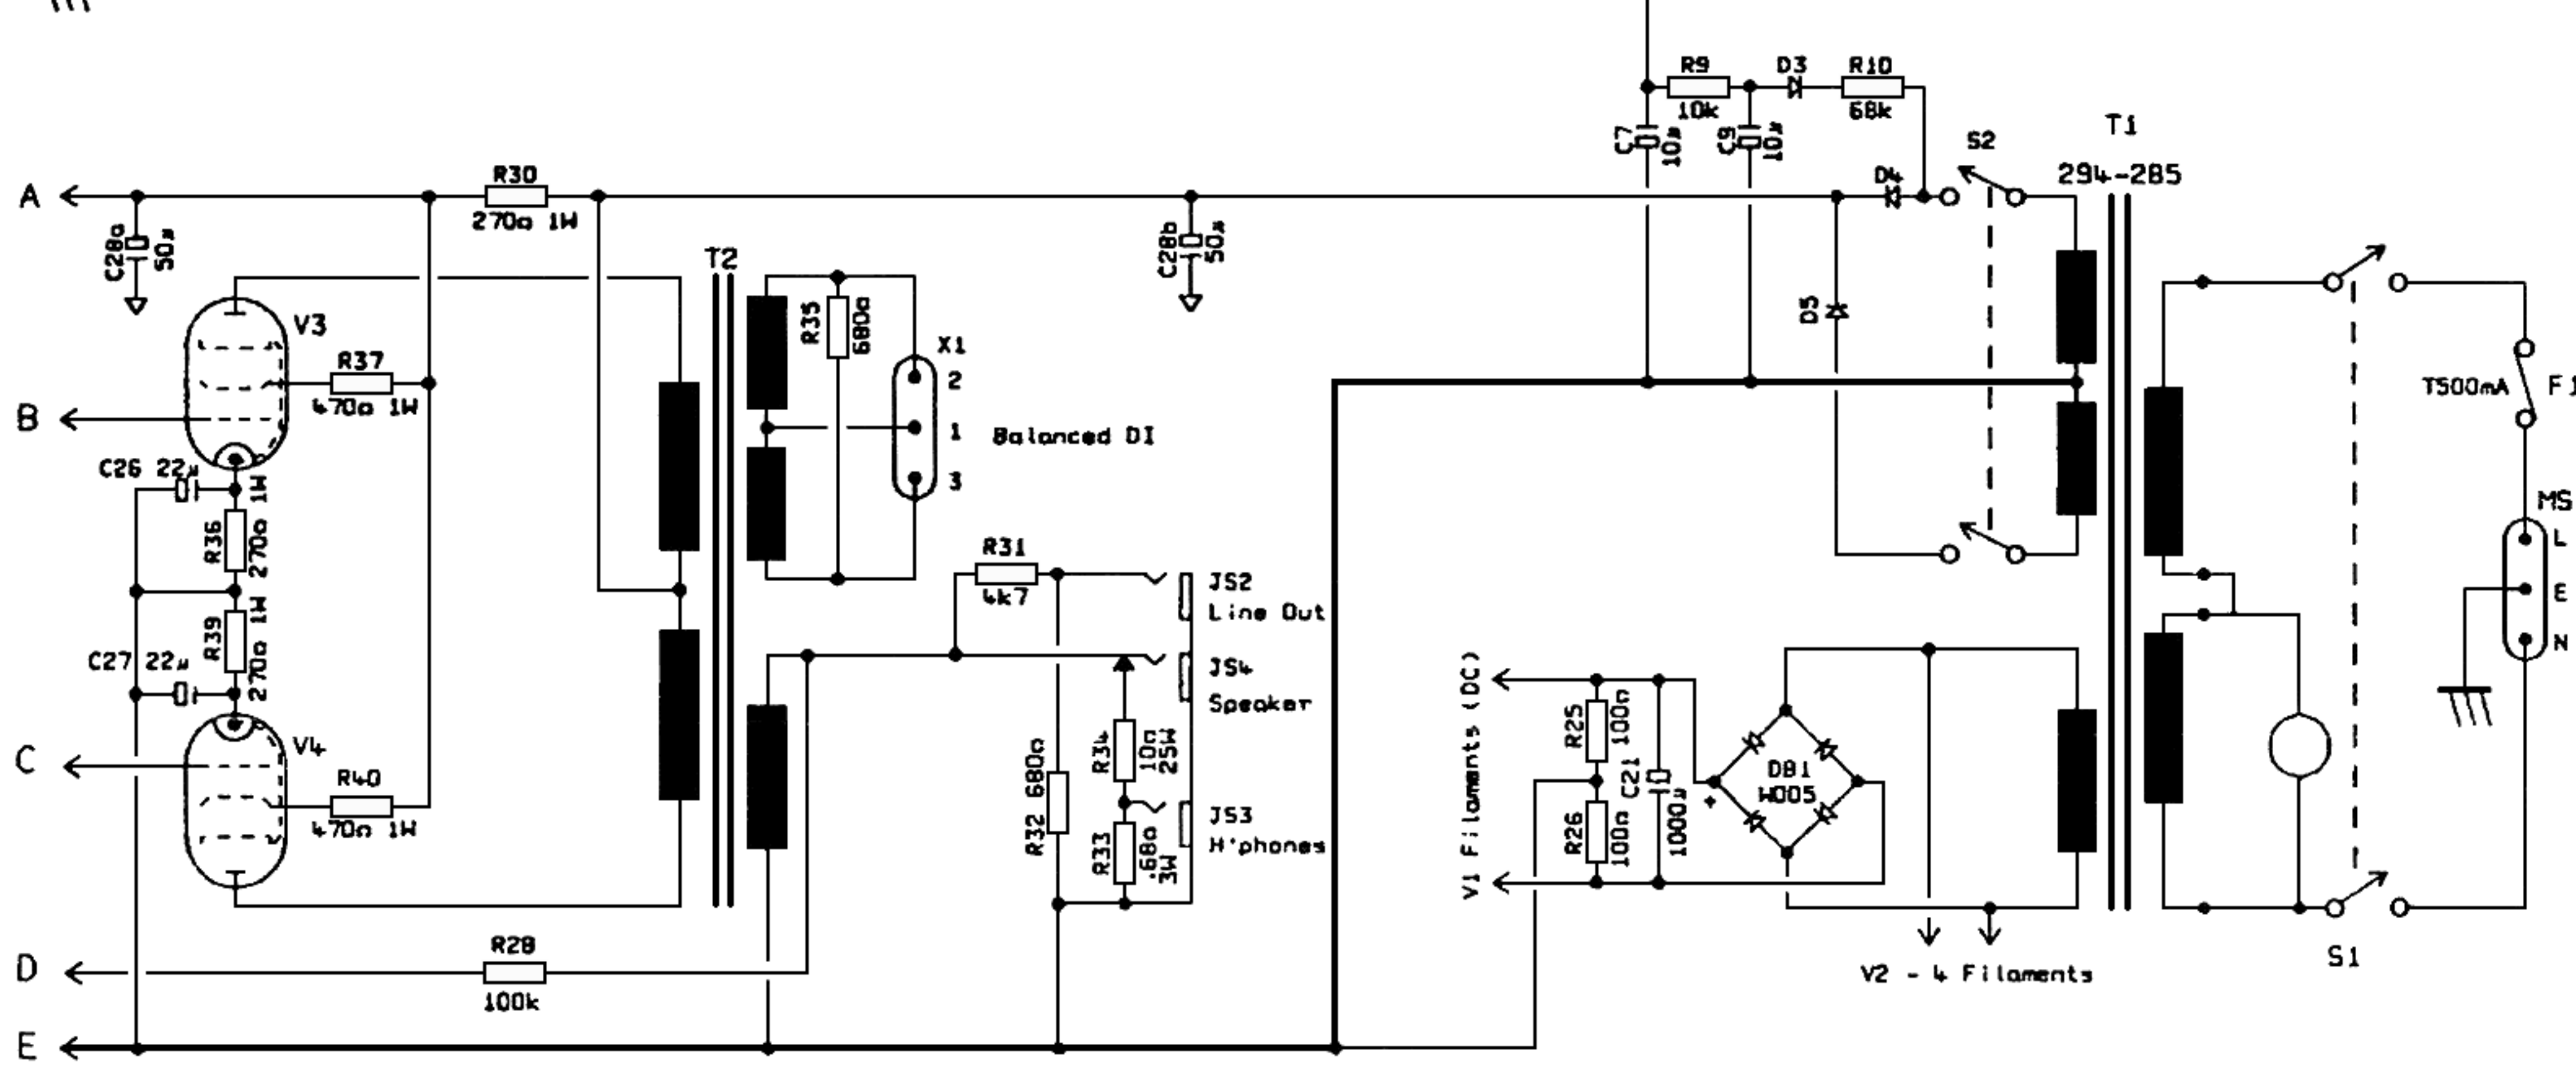 R9
10k
D3
R10
68k
C7
10µ
C9
10µ
S2
T1
294-285
A
R30
270Ω 1W
D4
C28a
50µ
C28b
50µ
T2
V3
R35
680Ω
D5
X1
2
1
3
Balanced DI
R37
470Ω 1W
T500mA
B
C26 22µ
R36
270Ω 1W
R39
270Ω 1W
C27 22µ
MS
L
E
N
R31
4k7
JS2
Line Out
JS4
Speaker
R34
10Ω
25W
R32 680Ω
JS3
H'phones
R33
.68Ω
3W
V1 Filaments (DC)
R25
100Ω
R26
100Ω
C21
1000µ
DB1
W005
+
C
V4
R40
470Ω 1W
D
R28
100k
V2 - 4 Filaments
S1
E